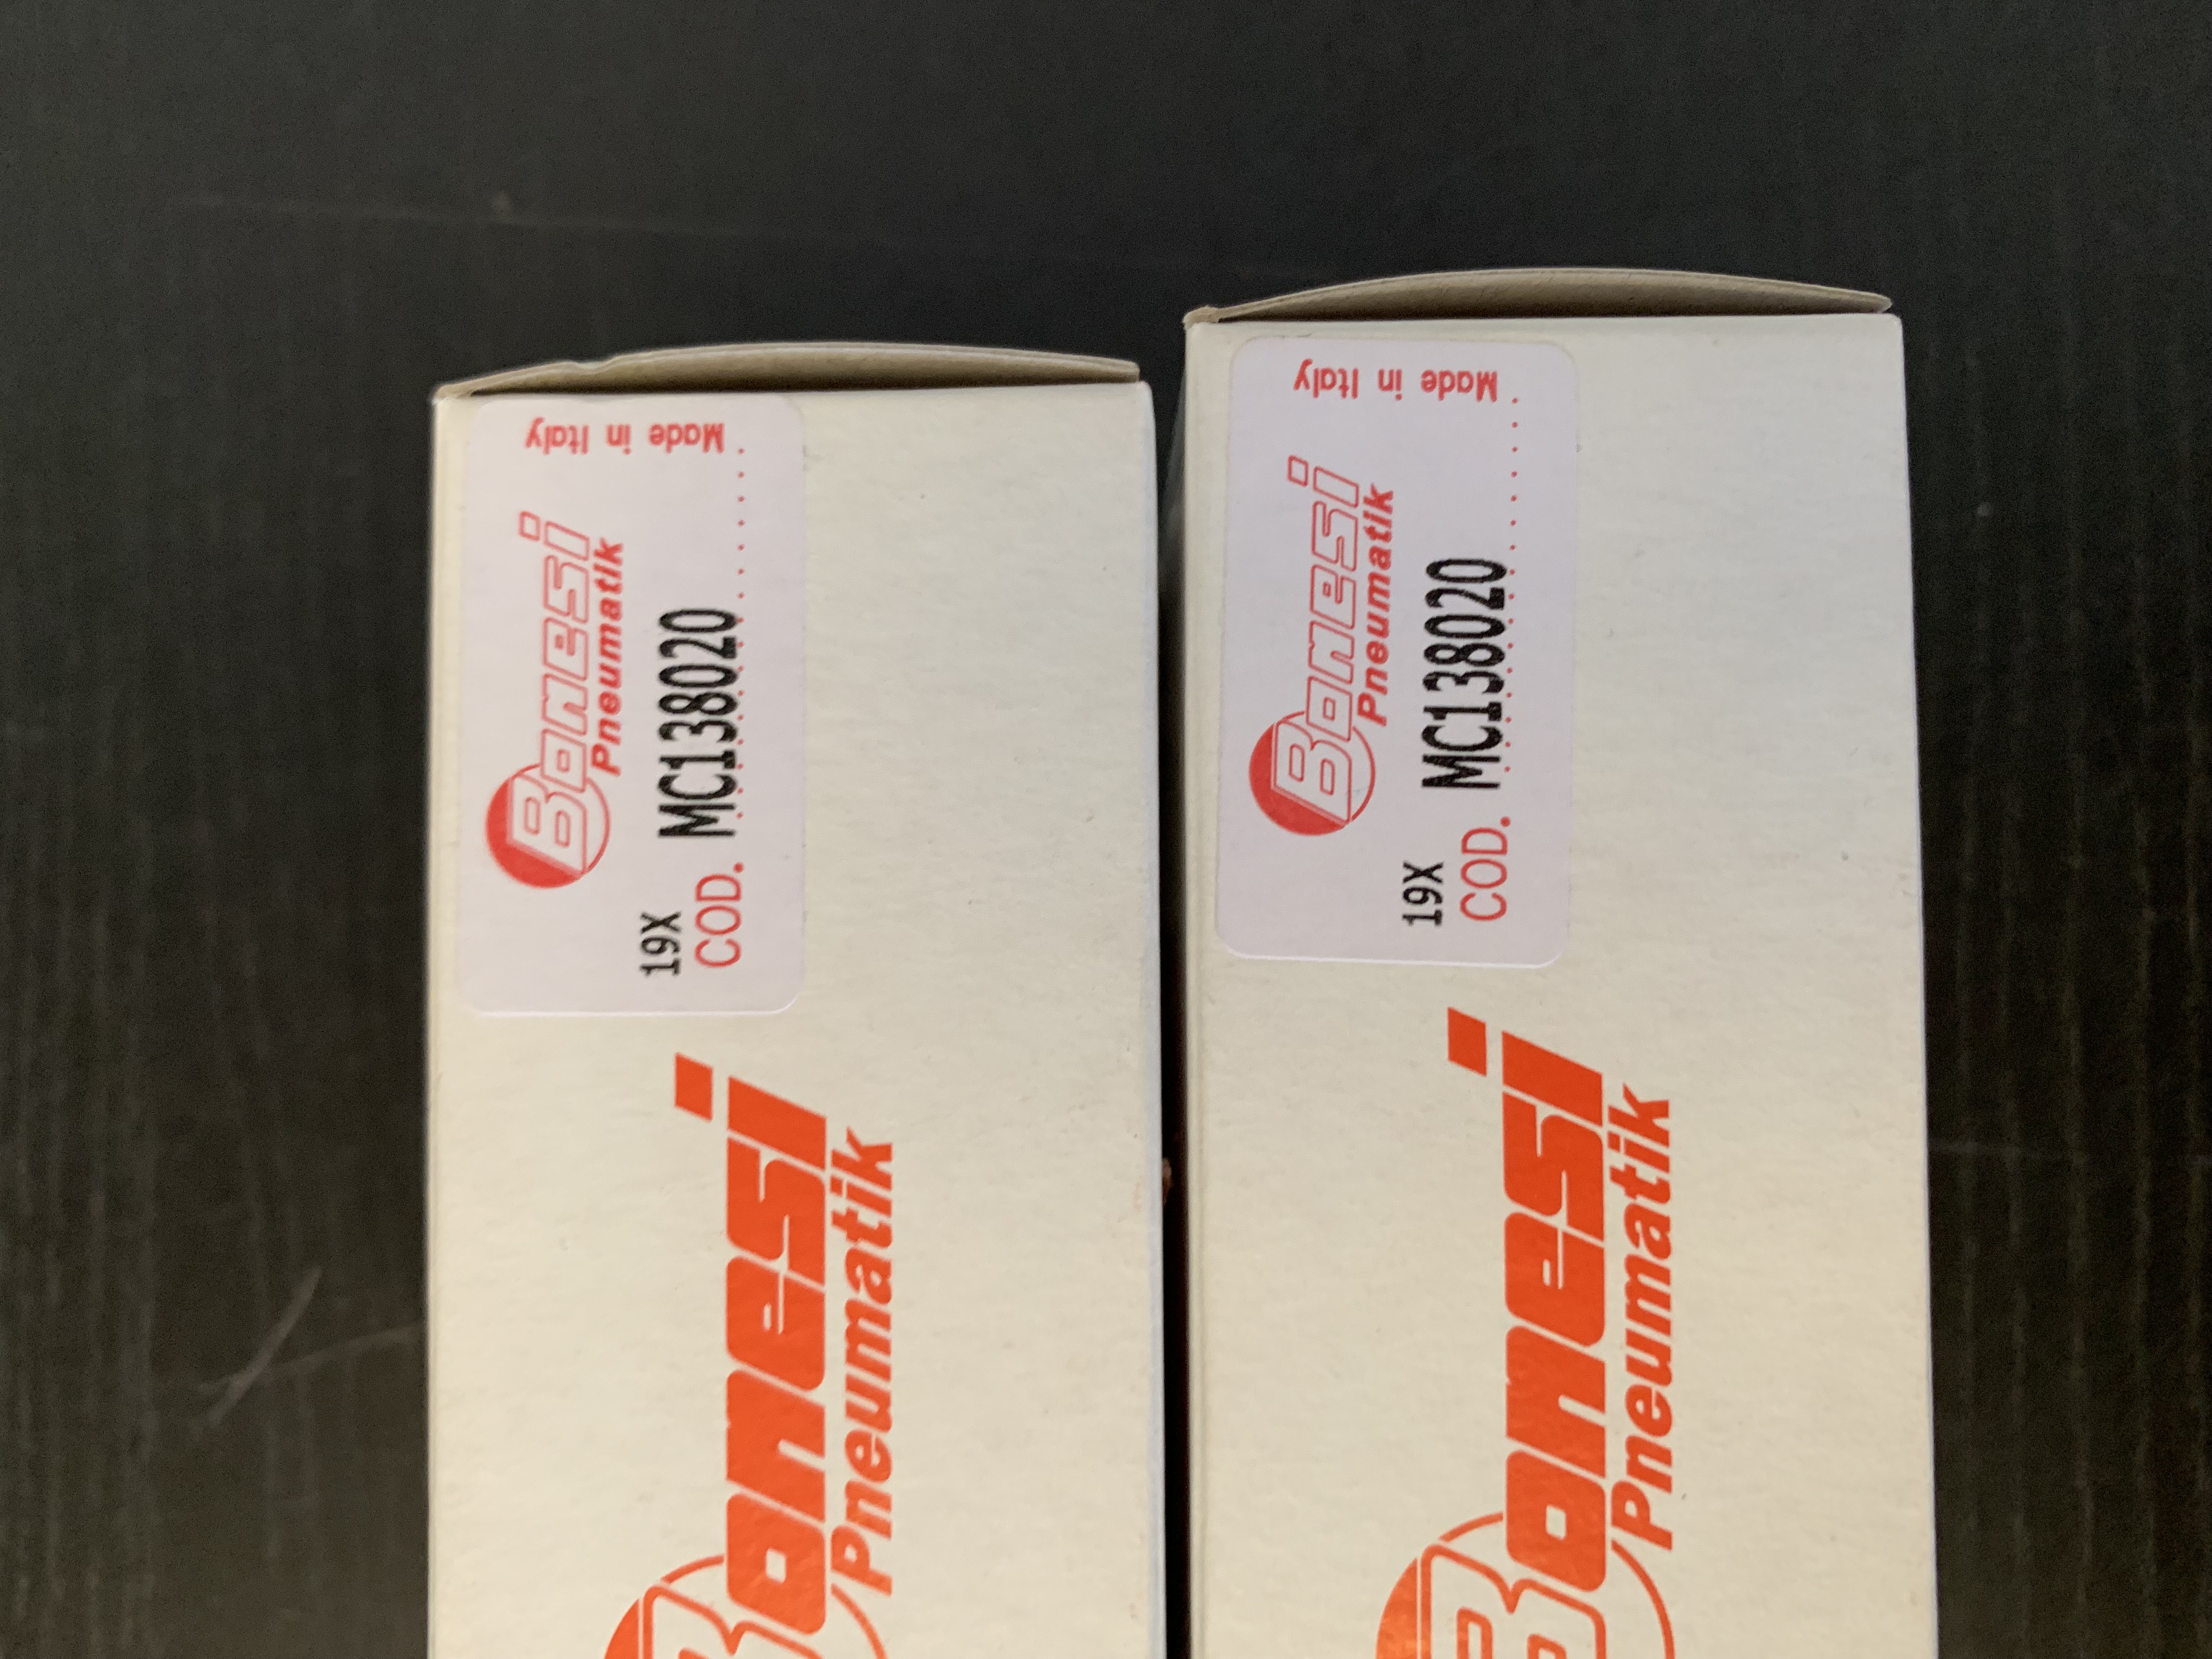 Made in Italy
Bonesi
Pneumatik
19X
COD. MC138020
Bonesi
Pneumatik
Made in Italy
Bonesi
Pneumatik
19X
COD. MC138020
Bonesi
Pneumatik